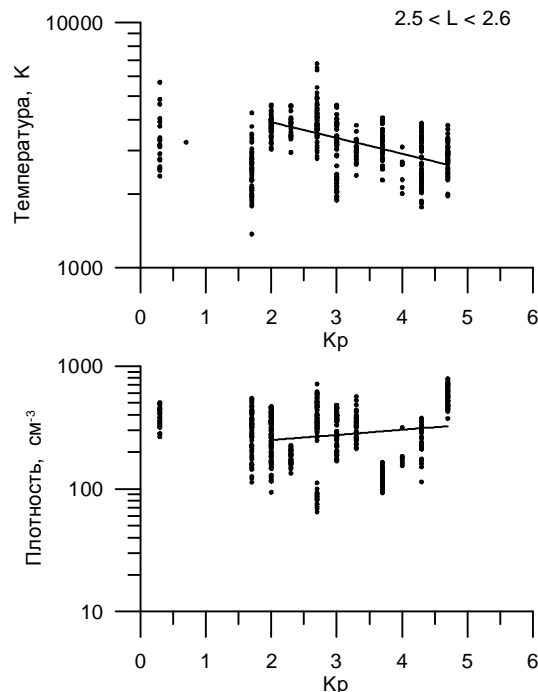 2.5 < L < 2.6
10000
Температура, К
1000
0 1 2 3 4 5 6
Kp
1000
Плотность, см-3
100
10
0 1 2 3 4 5 6
Kp